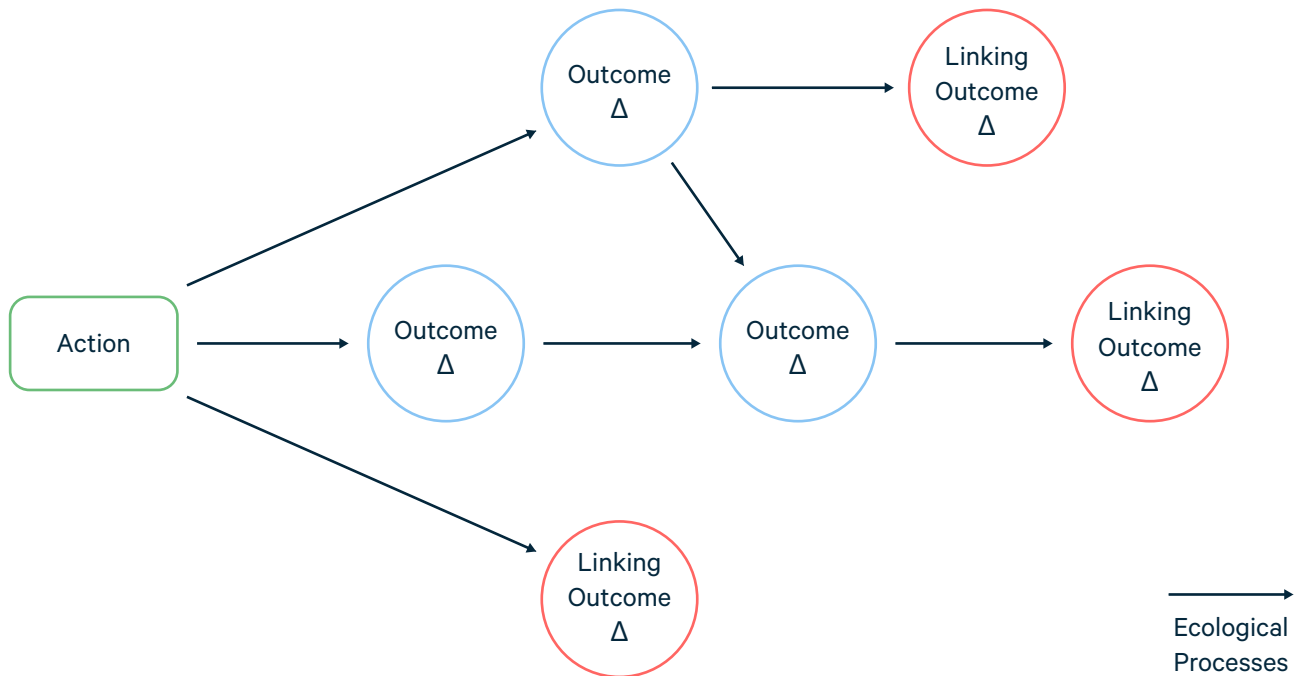 Outcome
Δ
Linking
Outcome
Δ
Action
Outcome
Δ
Outcome
Δ
Linking
Outcome
Δ
Linking
Outcome
Δ
Ecological
Processes